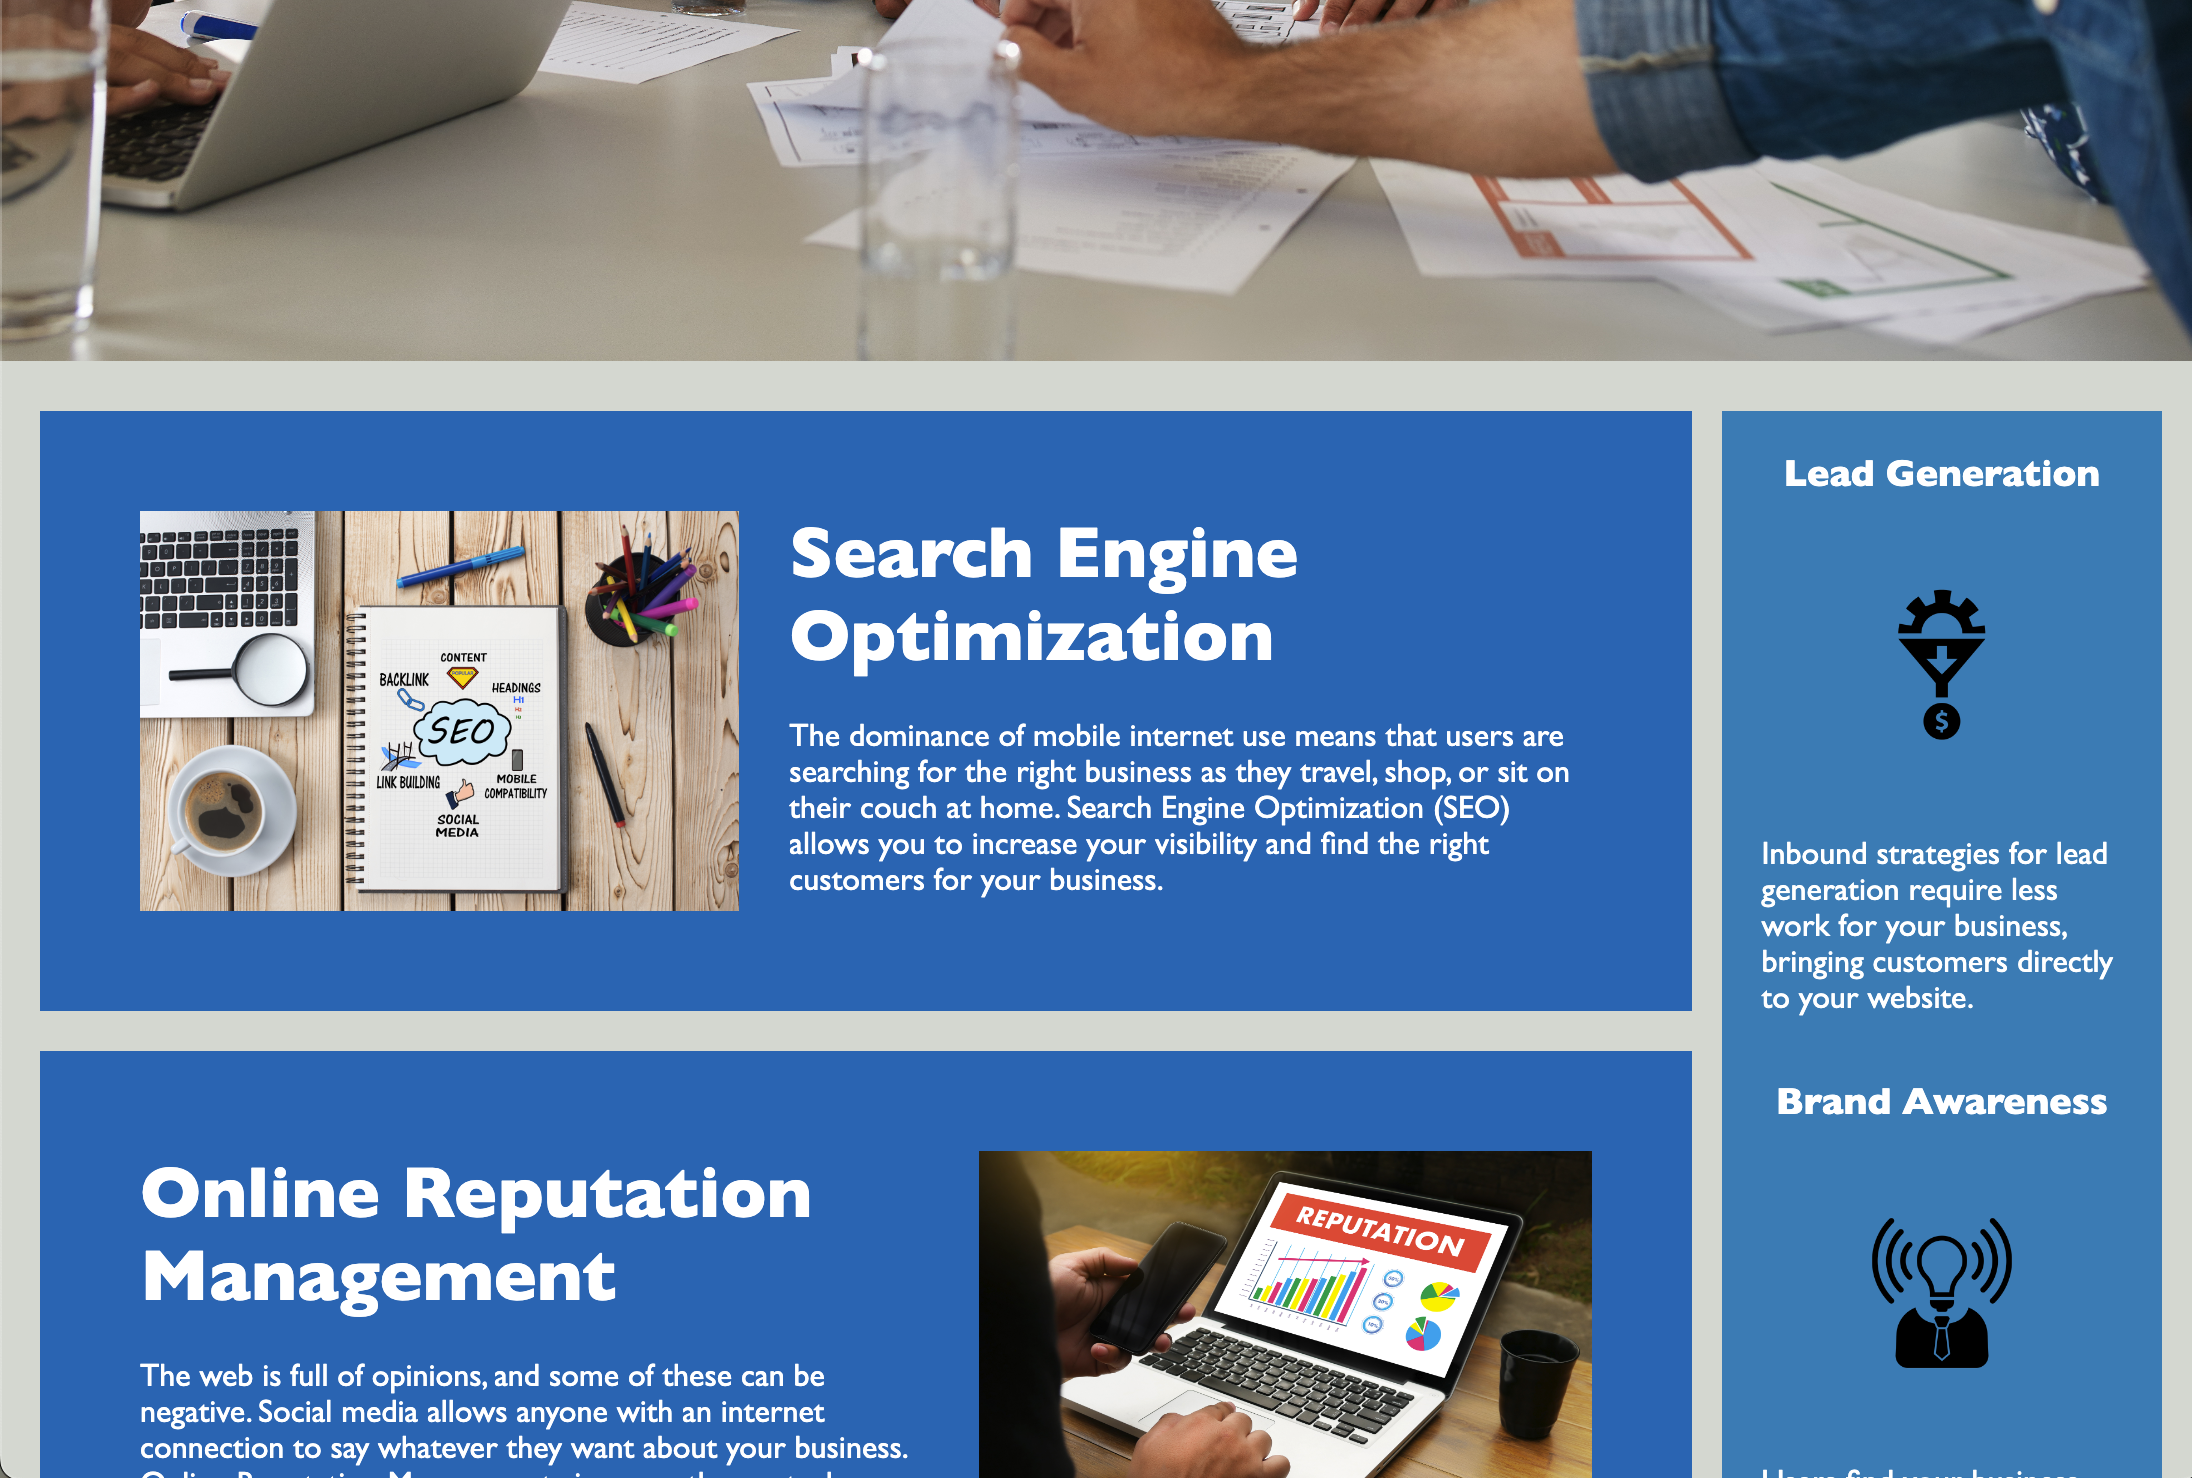 Search Engine
Optimization
The dominance of mobile internet use means that users are
searching for the right business as they travel, shop, or sit on
their couch at home. Search Engine Optimization (SEO)
allows you to increase your visibility and find the right
customers for your business.
CONTENT
POPULAR
BACKLINK
HEADINGS
H1
H2
H3
SEO
LINK BUILDING
MOBILE
COMPATIBILITY
SOCIAL
MEDIA
Online Reputation
Management
The web is full of opinions, and some of these can be
negative. Social media allows anyone with an internet
connection to say whatever they want about your business.
REPUTATION
Lead Generation
$
Inbound strategies for lead
generation require less
work for your business,
bringing customers directly
to your website.
Brand Awareness